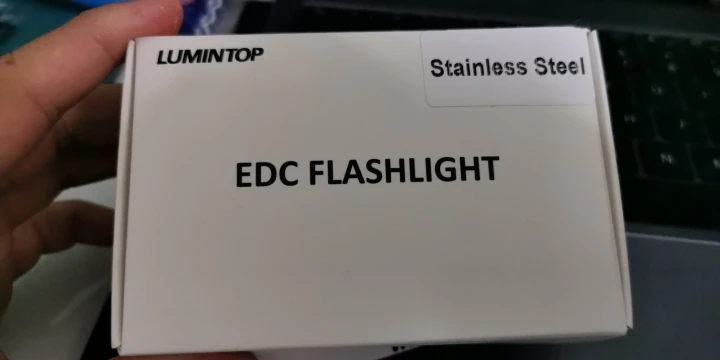 LUMINTOP
Stainless Steel
EDC FLASHLIGHT